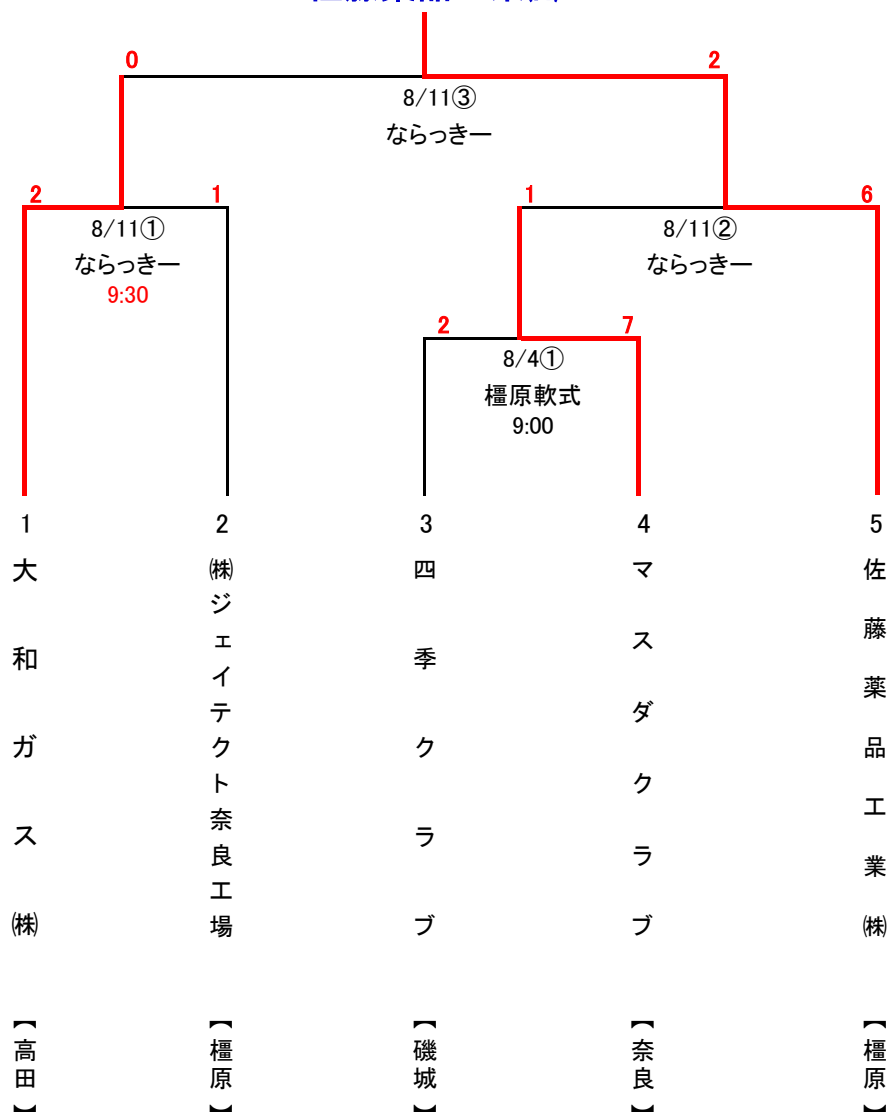 0
2
8/11③
ならっきー
2
1
1
6
8/11①
ならっきー
9:30
8/11②
ならっきー
2
7
8/4①
橿原軟式
9:00
1
2
3
4
5
大和ガス㈱
㈱ジェイテクト奈良工場
四季クラブ
マスダクラブ
佐藤薬品工業㈱
【高田】
【橿原】
【磯城】
【奈良】
【橿原】